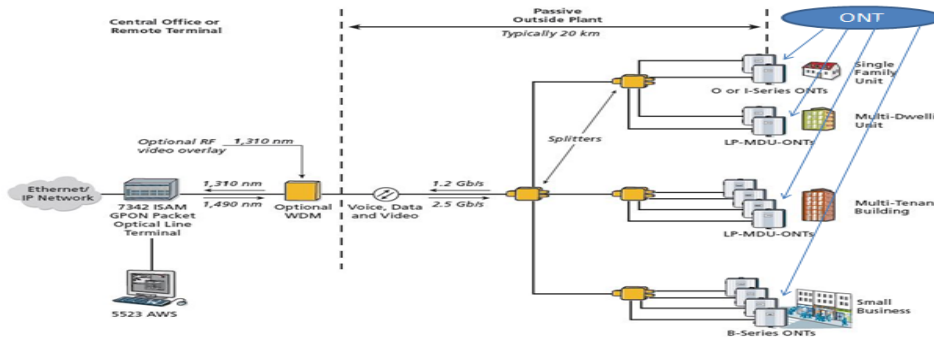 Central Office or
Remote Terminal
Passive
Outside Plant
Typically 20 km
ONT
Single
Family
Unit
O or I-Series ONTs
Optional RF
video overlay
1,310 nm
Splitters
Multi-Dwelli
Unit
LP-MDU-ONTs
Ethernet/
IP Network
1,310 nm
1,490 nm
7342 ISAM
GPON Packet
Optical Line
Terminal
Optional
WDM
Voice, Data
and Video
1.2 Gb/s
2.5 Gb/s
Multi-Tenan
Building
LP-MDU-ONTs
5523 AWS
Small
Business
B-Series ONTs